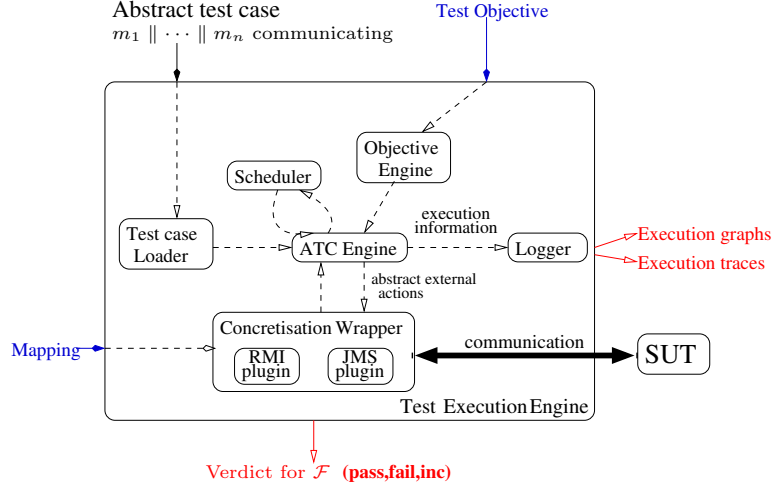 Abstract test case
m₁ ∥ ⋯ ∥ mₙ communicating
Test Objective
Objective
Engine
Scheduler
Test case
Loader
ATC Engine
execution
information
Logger
Execution graphs
Execution traces
abstract external
actions
Mapping
Concretisation Wrapper
RMI
plugin
JMS
plugin
communication
SUT
Test Execution Engine
Verdict for ℱ (pass,fail,inc)